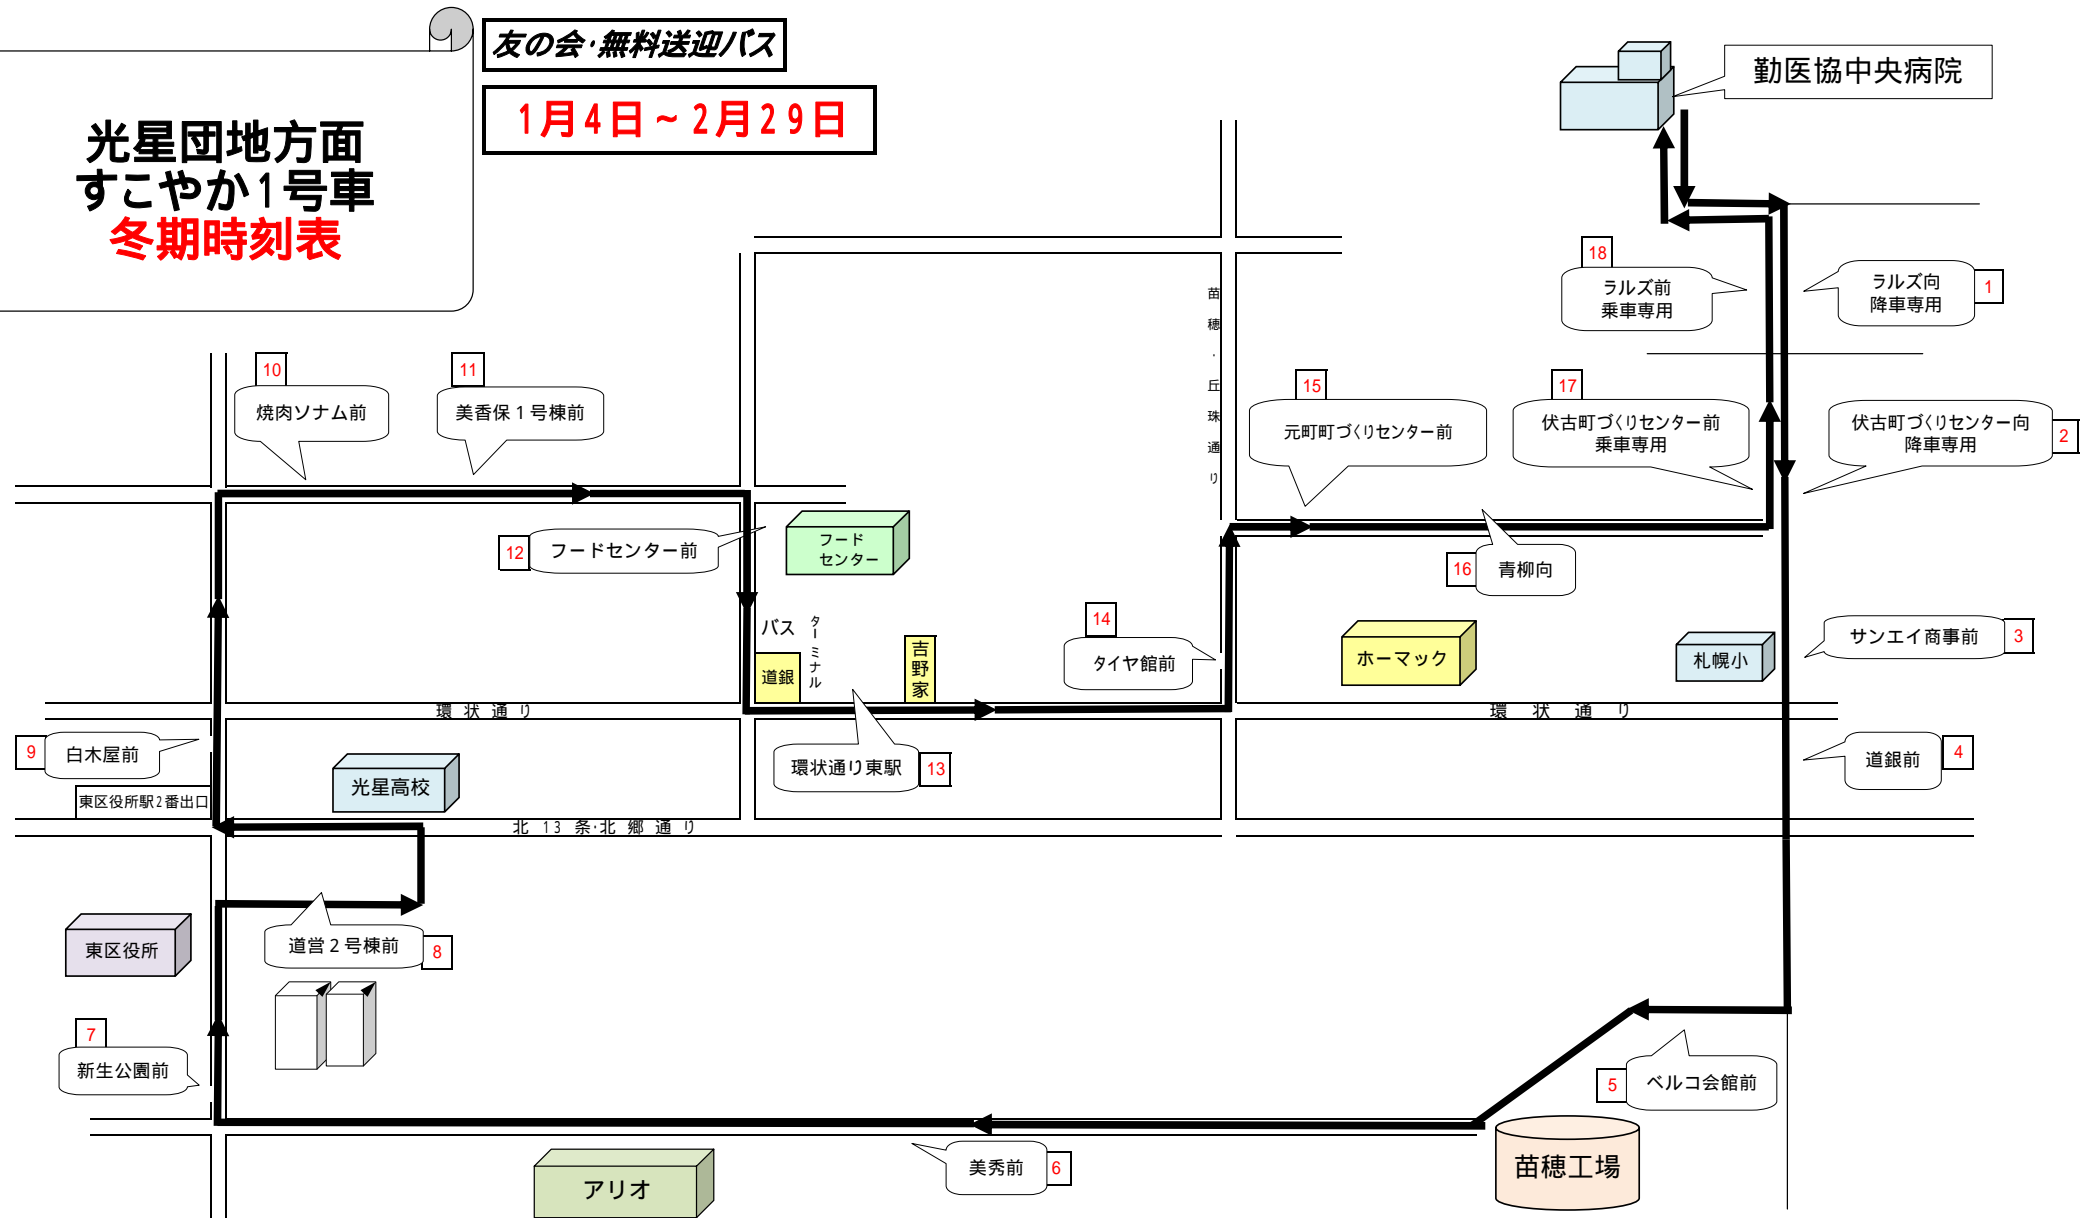 友の会・無料送迎バス
1月4日～2月29日
光星団地方面
すこやか1号車
冬期時刻表
勤医協中央病院
18
ラルズ前
乗車専用
ラルズ向
降車専用
1
苗穂・丘珠通り
10
焼肉ソナム前
11
美香保1号棟前
15
元町町づくりセンター前
17
伏古町づくりセンター前
乗車専用
伏古町づくりセンター向
降車専用
2
12
フードセンター前
フード
センター
16
青柳向
バス
ターミナル
道銀
吉野家
14
タイヤ館前
ホーマック
札幌小
サンエイ商事前
3
環状通り
環状通り
9
白木屋前
東区役所駅2番出口
光星高校
環状通り東駅
13
道銀前
4
北13条・北郷通り
東区役所
道営2号棟前
8
7
新生公園前
5
ベルコ会館前
美秀前
6
アリオ
苗穂工場